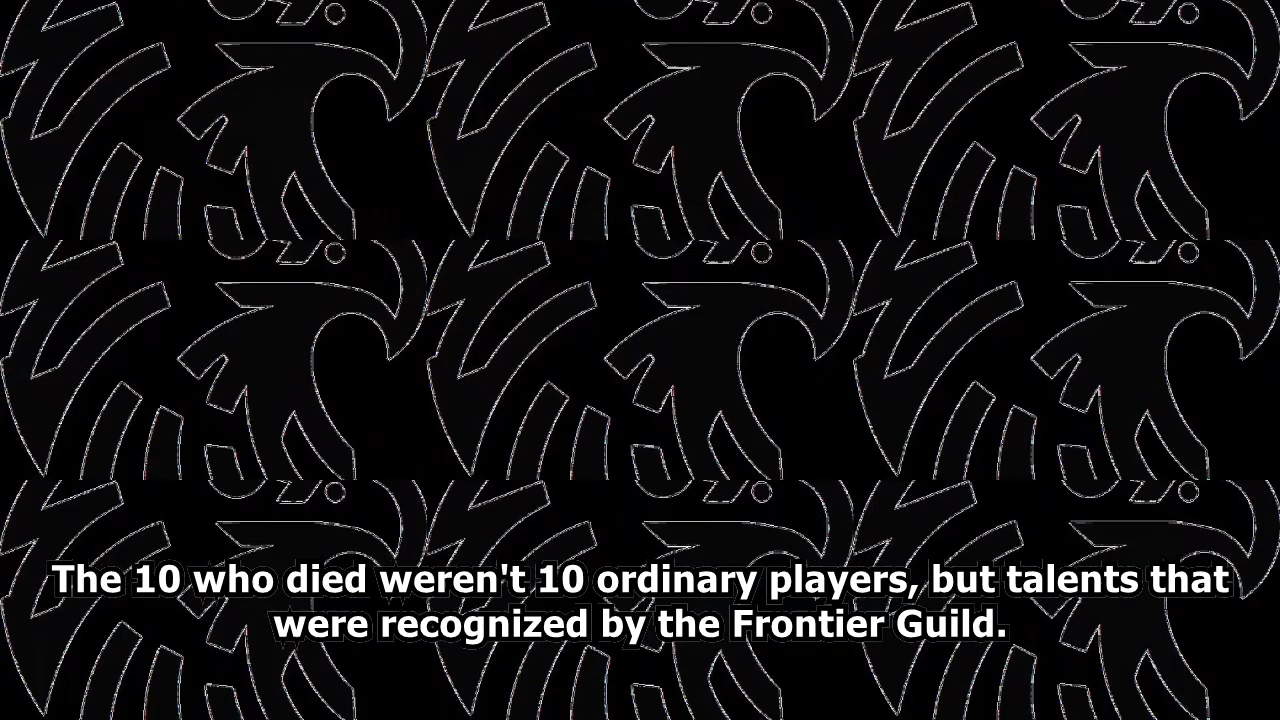 The 10 who died weren't 10 ordinary players, but talents that
were recognized by the Frontier Guild.